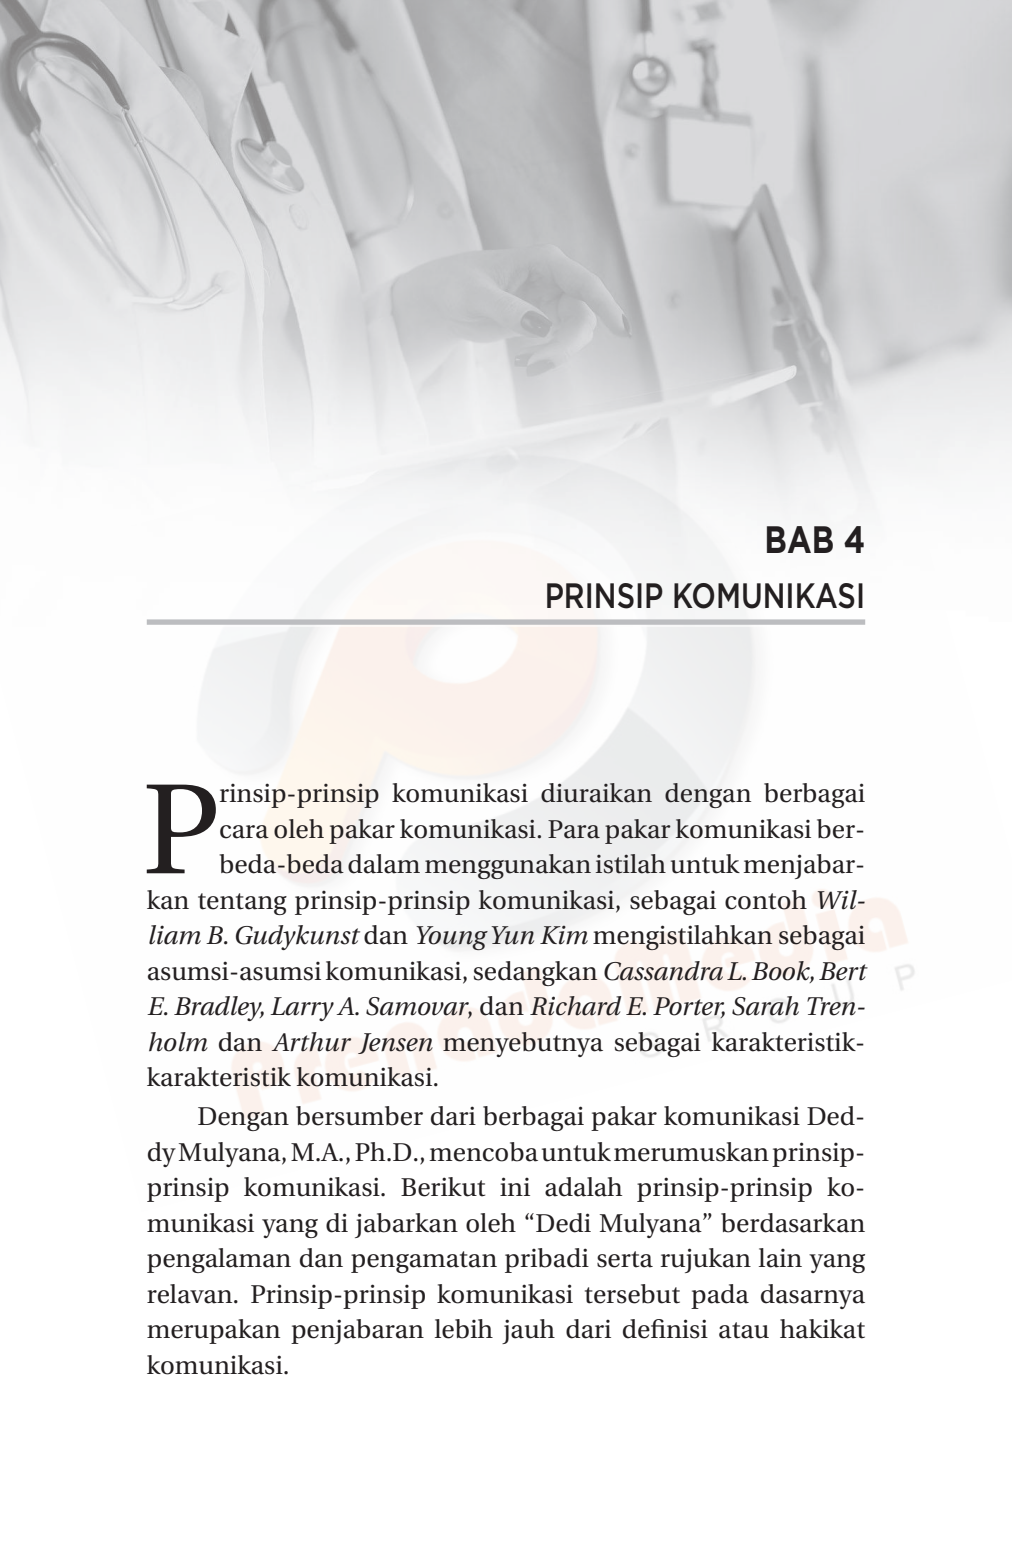 BAB 4
PRINSIP KOMUNIKASI
Prinsip-prinsip komunikasi diuraikan dengan berbagai
cara oleh pakar komunikasi. Para pakar komunikasi ber-
beda-beda dalam menggunakan istilah untuk menjabar-
kan tentang prinsip-prinsip komunikasi, sebagai contoh Wil-
liam B. Gudykunst dan Young Yun Kim mengistilahkan sebagai
asumsi-asumsi komunikasi, sedangkan Cassandra L. Book, Bert
E. Bradley, Larry A. Samovar, dan Richard E. Porter, Sarah Tren-
holm dan Arthur Jensen menyebutnya sebagai karakteristik-
karakteristik komunikasi.
Dengan bersumber dari berbagai pakar komunikasi Ded-
dy Mulyana, M.A., Ph.D., mencoba untuk merumuskan prinsip-
prinsip komunikasi. Berikut ini adalah prinsip-prinsip ko-
munikasi yang di jabarkan oleh “Dedi Mulyana” berdasarkan
pengalaman dan pengamatan pribadi serta rujukan lain yang
relavan. Prinsip-prinsip komunikasi tersebut pada dasarnya
merupakan penjabaran lebih jauh dari definisi atau hakikat
komunikasi.
PrenadaMedia
GROUP